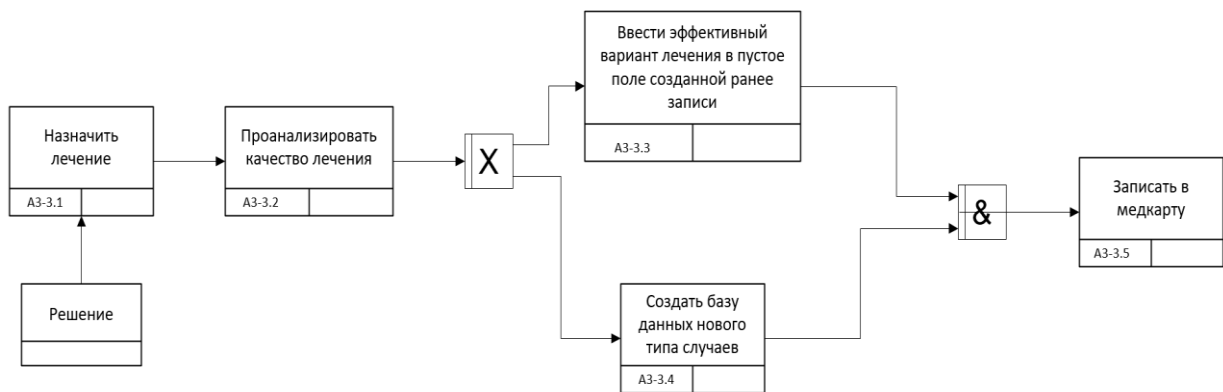 Назначить
лечение
А3-3.1
Решение
Проанализировать
качество лечения
А3-3.2
X
Ввести эффективный
вариант лечения в пустое
поле созданной ранее
записи
А3-3.3
Создать базу
данных нового
типа случаев
А3-3.4
&
Записать в
медкарту
А3-3.5